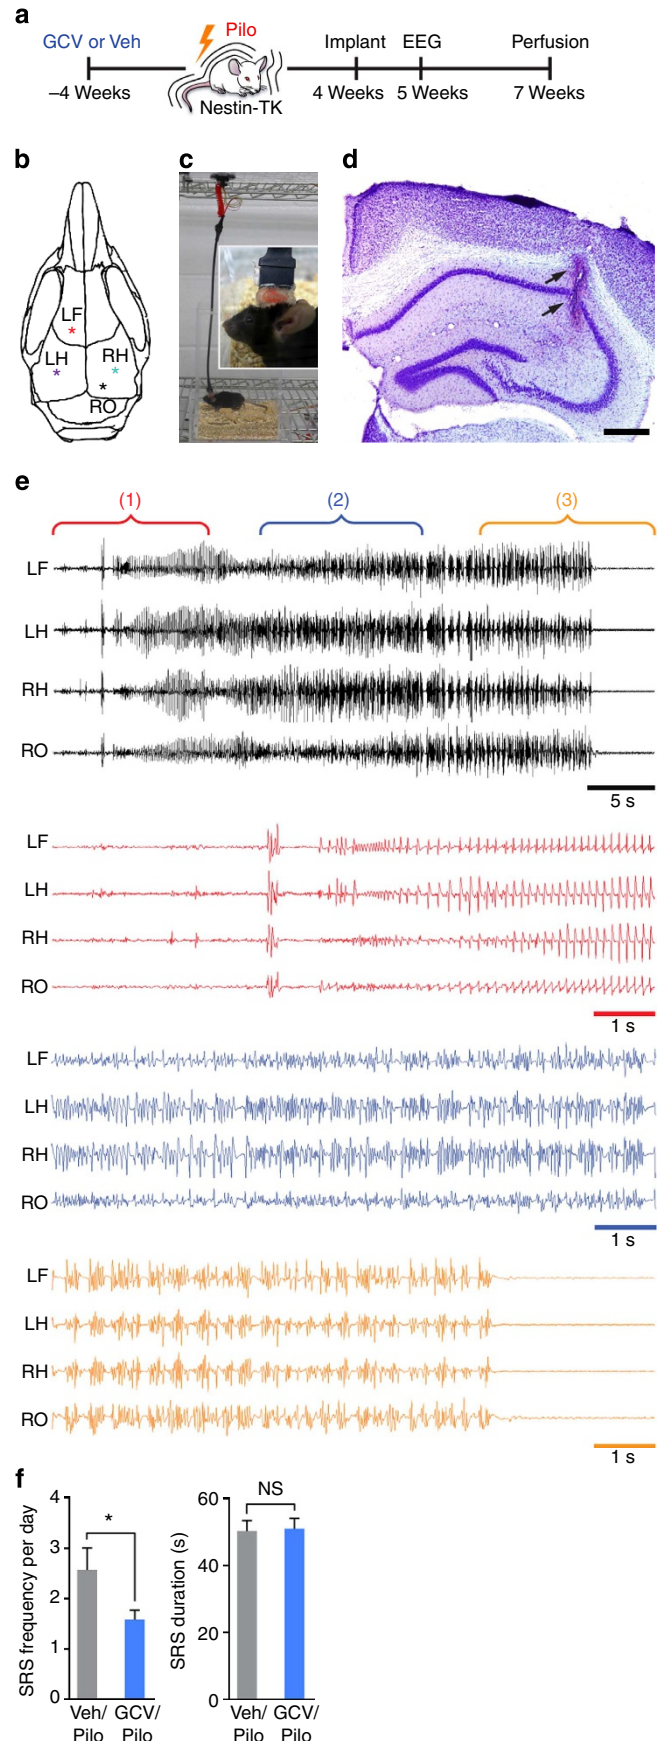 a
GCV or Veh
Pilo
Implant
EEG
Perfusion
–4 Weeks
Nestin-TK
4 Weeks
5 Weeks
7 Weeks
b
c
d
LF
*
LH
RH
*
*
*
RO
e
(1)
(2)
(3)
LF
LH
RH
RO
5 s
LF
LH
RH
RO
1 s
LF
LH
RH
RO
1 s
LF
LH
RH
RO
1 s
f
SRS frequency per day
4
3
2
1
0
*
Veh/
Pilo
GCV/
Pilo
SRS duration (s)
60
40
20
0
NS
Veh/
Pilo
GCV/
Pilo